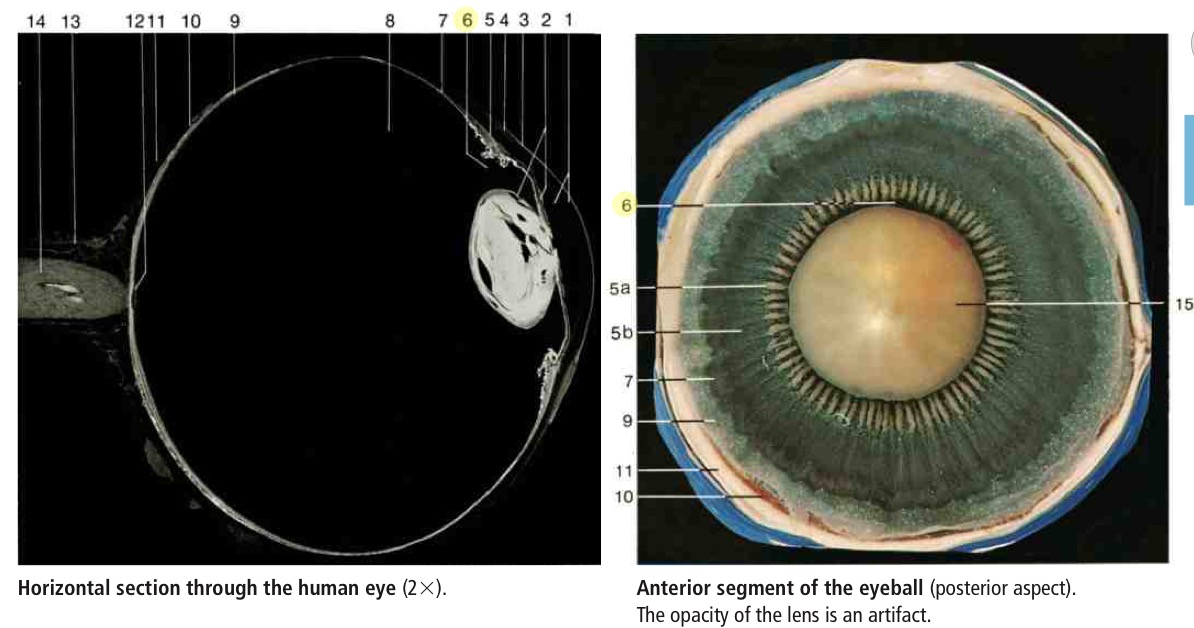 14 13 12 11 10 9 8 7 6 5 4 3 2 1
6
5a
15
5b
7
9
11
10
Horizontal section through the human eye (2×).
Anterior segment of the eyeball (posterior aspect).
The opacity of the lens is an artifact.